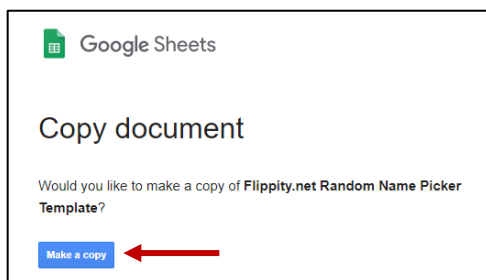 Google Sheets
Copy document
Would you like to make a copy of Flippity.net Random Name Picker
Template?
Make a copy